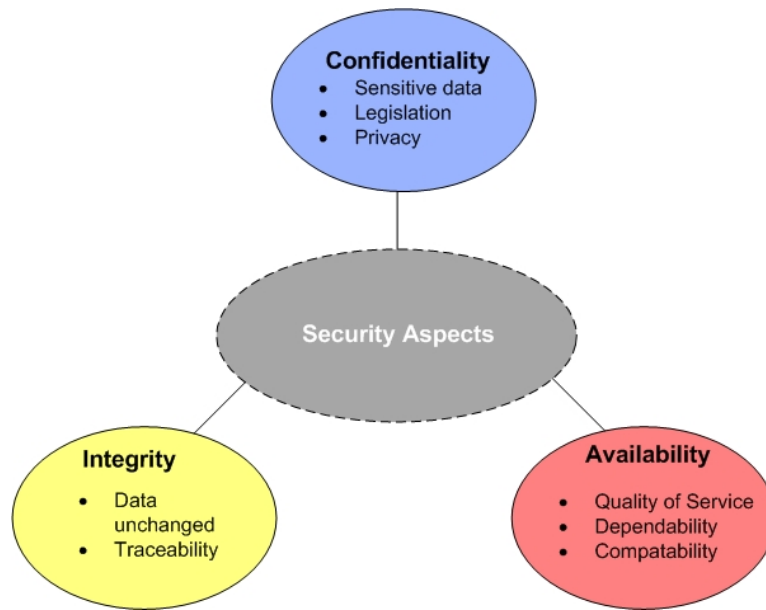 Confidentiality
• Sensitive data
• Legislation
• Privacy
Security Aspects
Integrity
• Data
unchanged
• Traceability
Availability
• Quality of Service
• Dependability
• Compatability